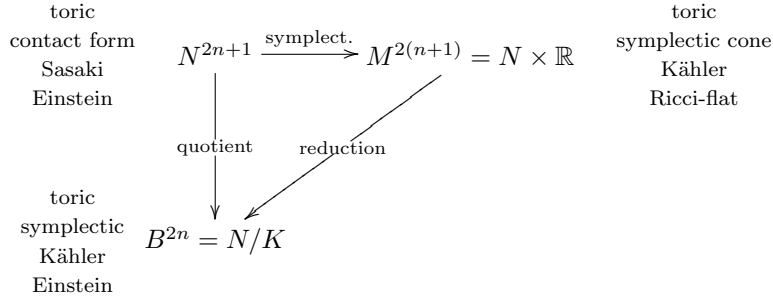 toric
contact form
Sasaki
Einstein
N^{2n+1} symplect. M^{2(n+1)} = N × ℝ
toric
symplectic cone
Kähler
Ricci-flat
quotient
reduction
toric
symplectic
Kähler
Einstein
B^{2n} = N/K